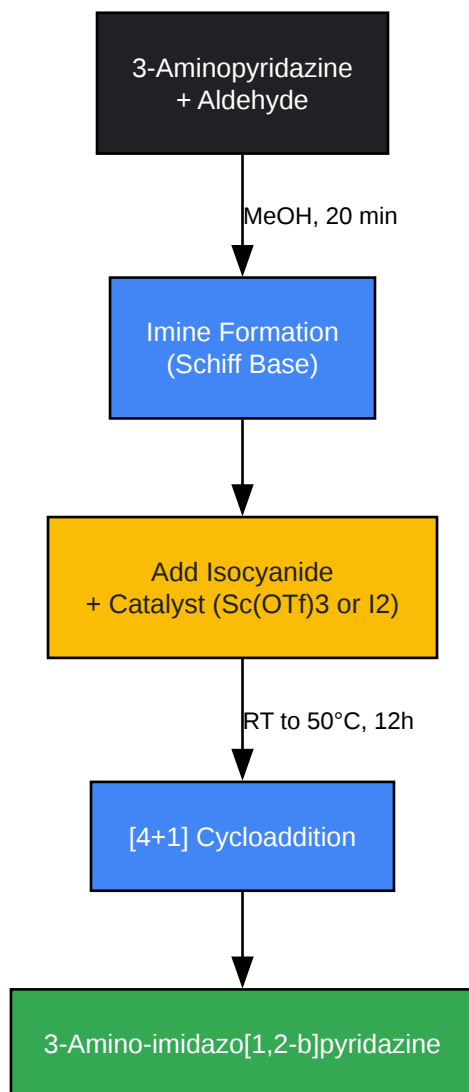 3-Aminopyridazine
+ Aldehyde
MeOH, 20 min
Imine Formation
(Schiff Base)
Add Isocyanide
+ Catalyst (Sc(OTf)3 or I2)
RT to 50°C, 12h
[4+1] Cycloaddition
3-Amino-imidazo[1,2-b]pyridazine